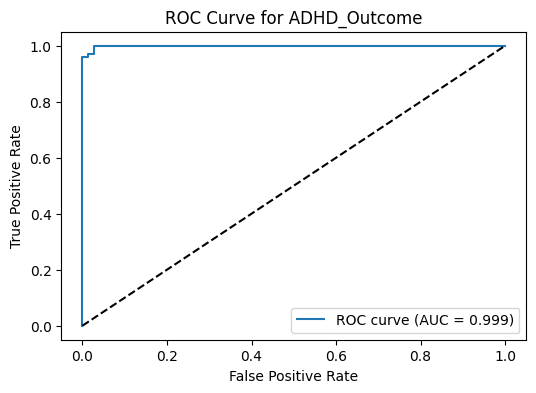 ROC Curve for ADHD_Outcome
True Positive Rate
1.0
0.8
0.6
0.4
0.2
0.0
ROC curve (AUC = 0.999)
0.0 0.2 0.4 0.6 0.8 1.0
False Positive Rate